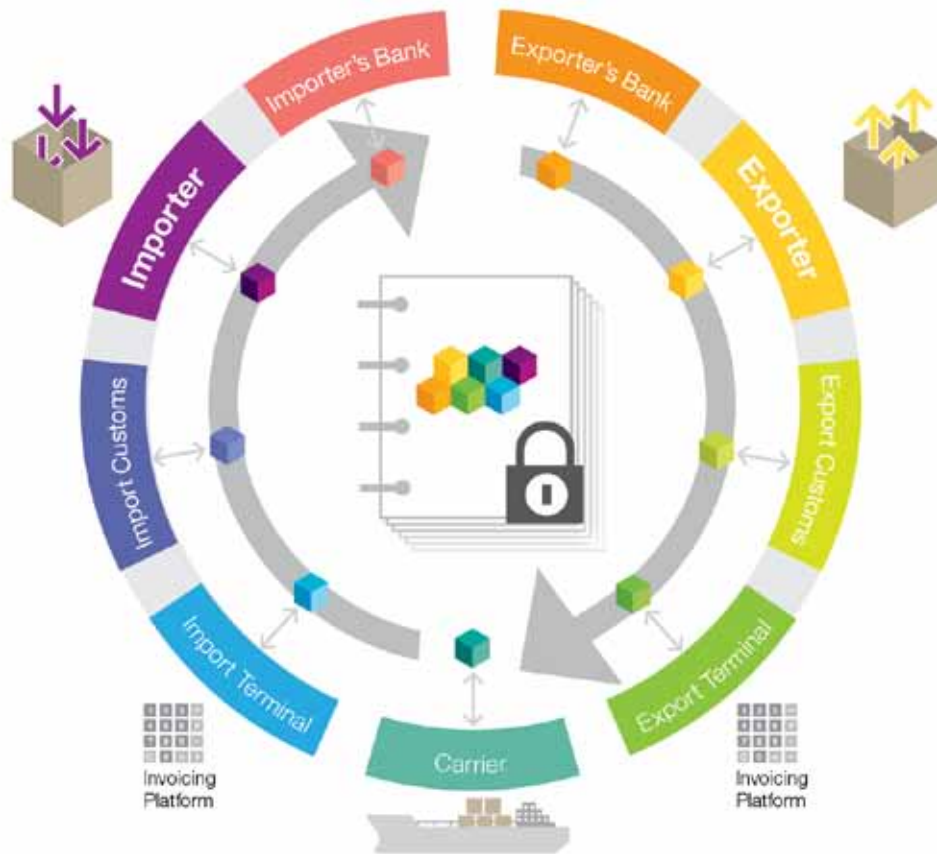 Importer's Bank
Exporter's Bank
Importer
Exporter
Import Customs
Export Customs
Import Terminal
Export Terminal
Carrier
Invoicing
Platform
Invoicing
Platform